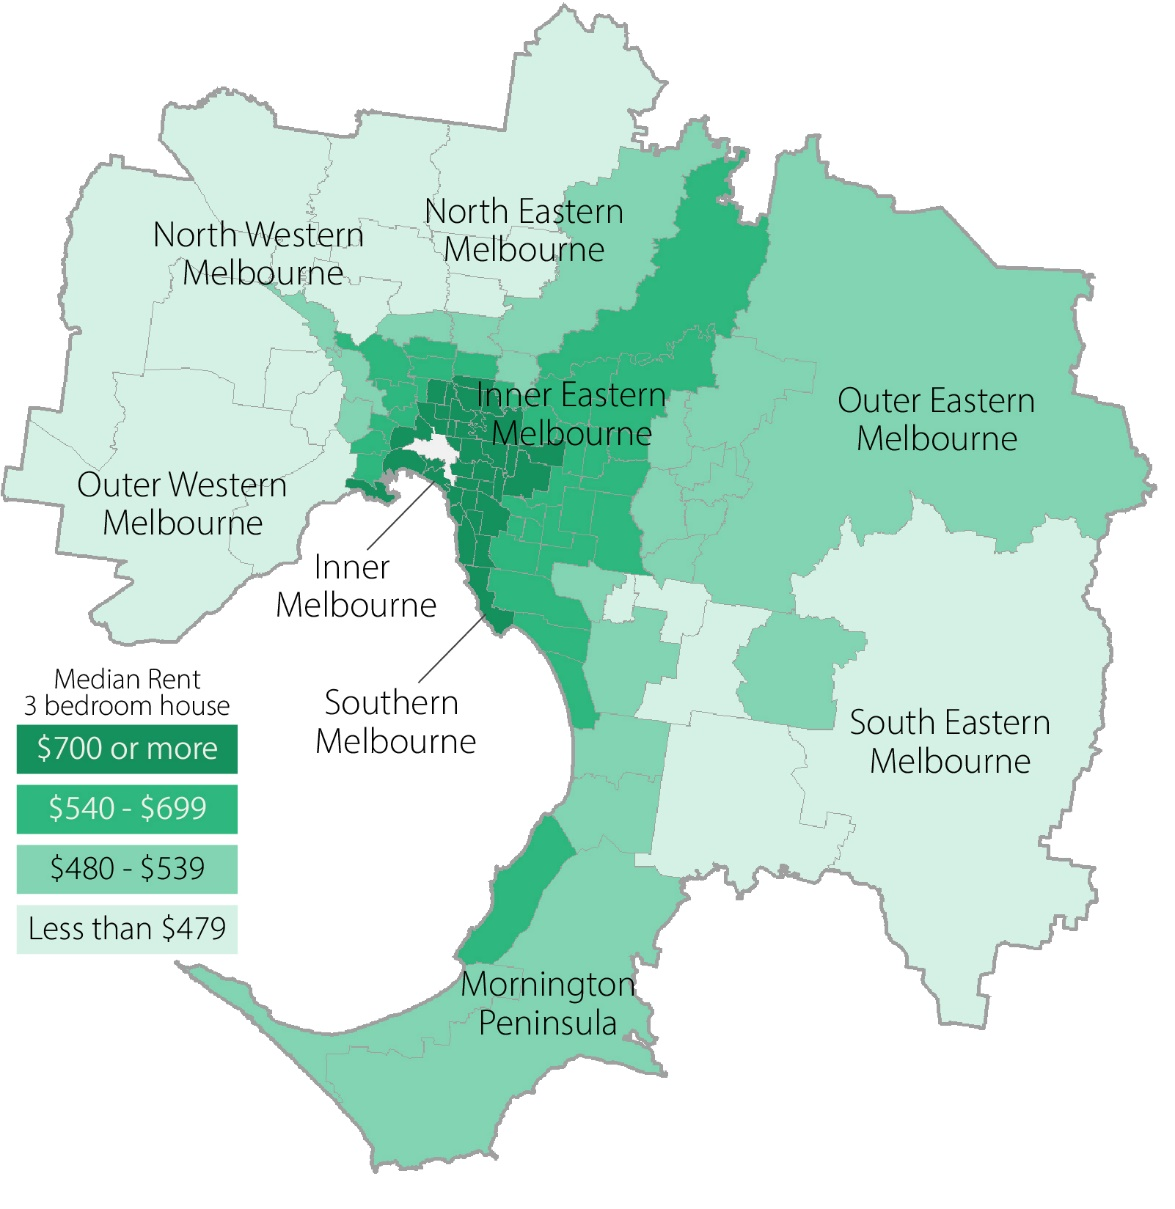 North Eastern
Melbourne
North Western
Melbourne
Inner Eastern
Melbourne
Outer Eastern
Melbourne
Outer Western
Melbourne
Inner
Melbourne
Southern
Melbourne
South Eastern
Melbourne
Mornington
Peninsula
Median Rent
3 bedroom house
$700 or more
$540 - $699
$480 - $539
Less than $479